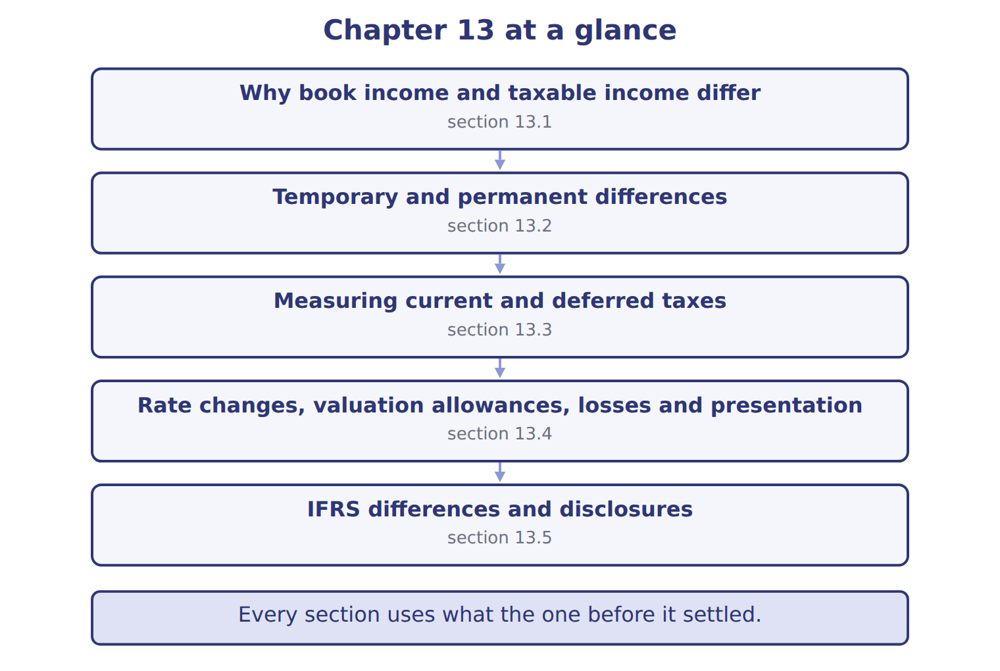 Chapter 13 at a glance
Why book income and taxable income differ
section 13.1
Temporary and permanent differences
section 13.2
Measuring current and deferred taxes
section 13.3
Rate changes, valuation allowances, losses and presentation
section 13.4
IFRS differences and disclosures
section 13.5
Every section uses what the one before it settled.